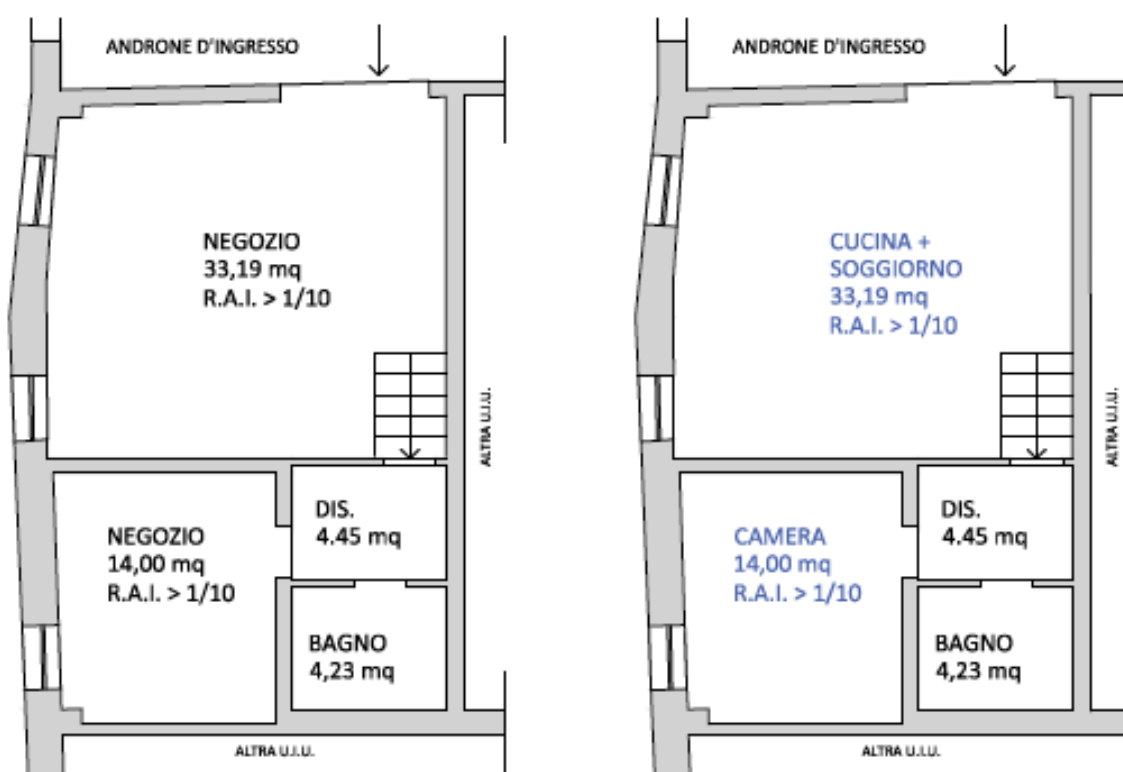 ANDRONE D'INGRESSO
NEGOZIO
33,19 mq
R.A.I. > 1/10
ALTRA U.I.U.
NEGOZIO
14,00 mq
R.A.I. > 1/10
DIS.
4.45 mq
BAGNO
4,23 mq
ALTRA U.I.U.
ANDRONE D'INGRESSO
CUCINA +
SOGGIORNO
33,19 mq
R.A.I. > 1/10
ALTRA U.I.U.
CAMERA
14,00 mq
R.A.I. > 1/10
DIS.
4.45 mq
BAGNO
4,23 mq
ALTRA U.I.U.